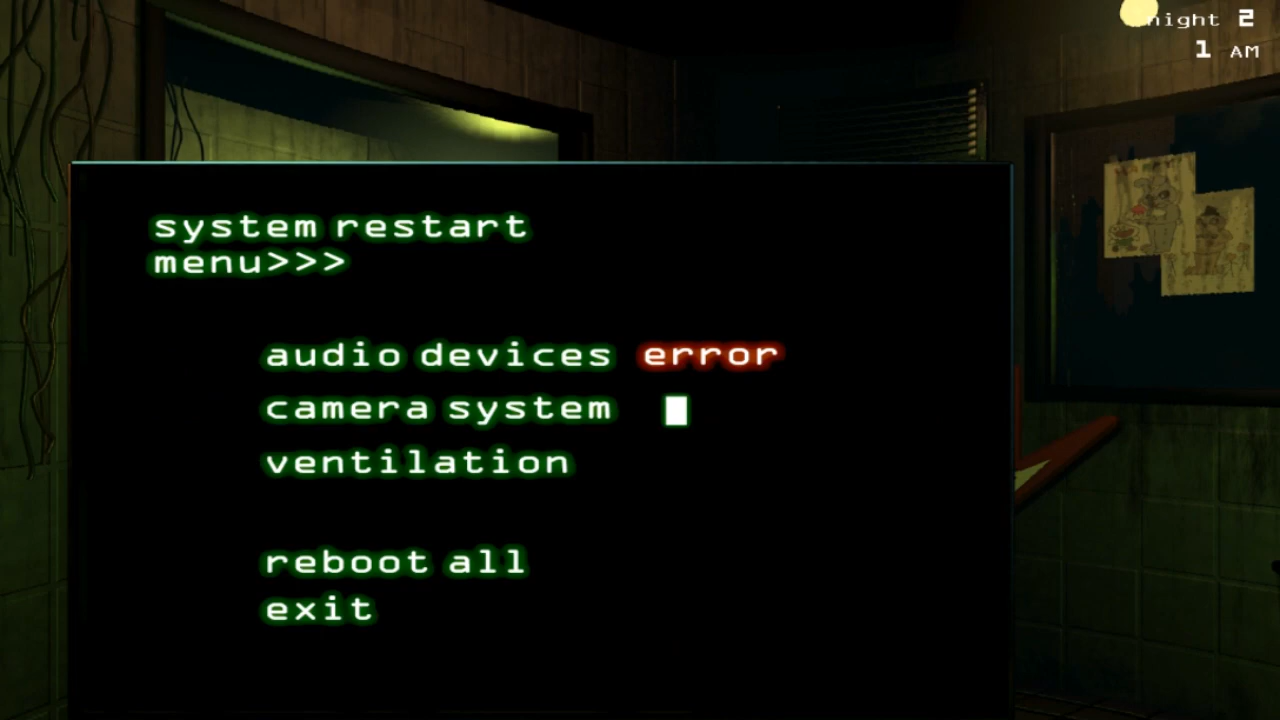 night 2
1 AM
system restart
menu>>>
audio devices error
camera system
ventilation
reboot all
exit